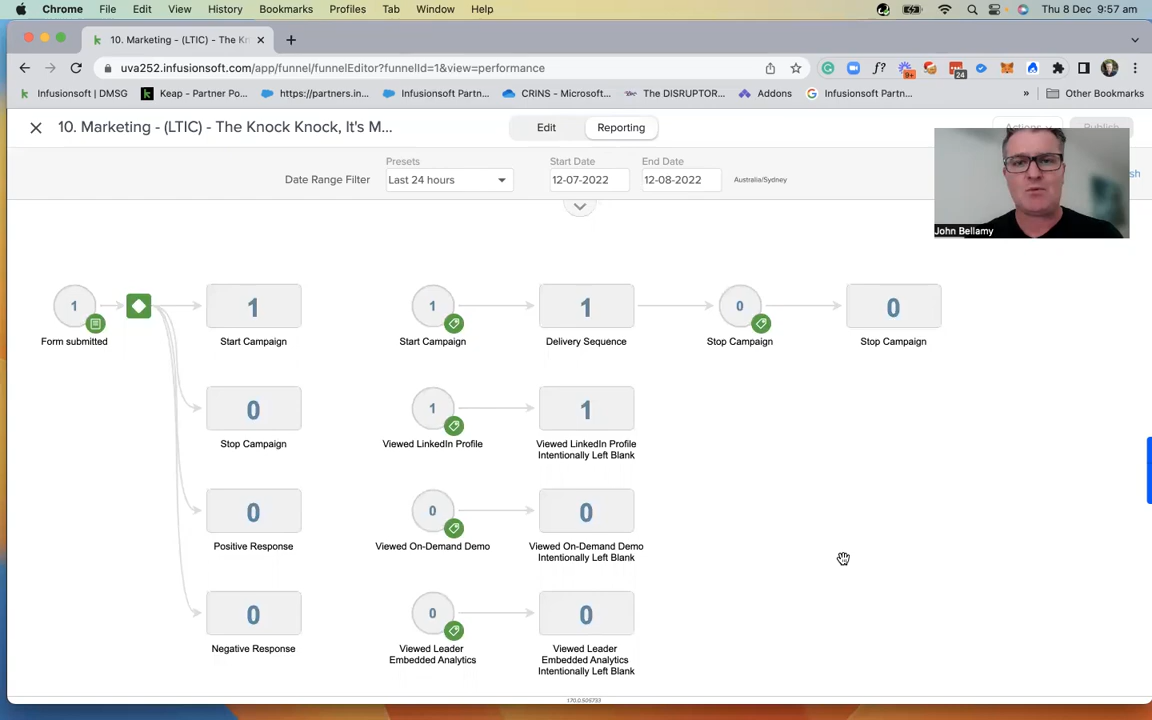 Chrome File Edit View History Bookmarks Profiles Tab Window Help Thu 8 Dec 9:57 am
10. Marketing - (LTIC) - The Kn
uva252.infusionsoft.com/app/funnel/funnelEditor?funnelId=1&view=performance
9+ 24
Infusionsoft | DMSG Keap - Partner Po... https://partners.in... Infusionsoft Partn... CRINS - Microsoft... The DISRUPTOR... Addons Infusionsoft Partn... » Other Bookmarks
10. Marketing - (LTIC) - The Knock Knock, It's M... Edit Reporting Actions Publish
Presets Start Date End Date
Date Range Filter Last 24 hours 12-07-2022 12-08-2022 Australia/Sydney
John Bellamy
1 1 1 1 0 0
Form submitted Start Campaign Start Campaign Delivery Sequence Stop Campaign Stop Campaign
0 1 1
Stop Campaign Viewed LinkedIn Profile Viewed LinkedIn Profile
Intentionally Left Blank
0 0 0
Positive Response Viewed On-Demand Demo Viewed On-Demand Demo
Intentionally Left Blank
0 0 0
Negative Response Viewed Leader Viewed Leader
Embedded Analytics Embedded Analytics
Intentionally Left Blank